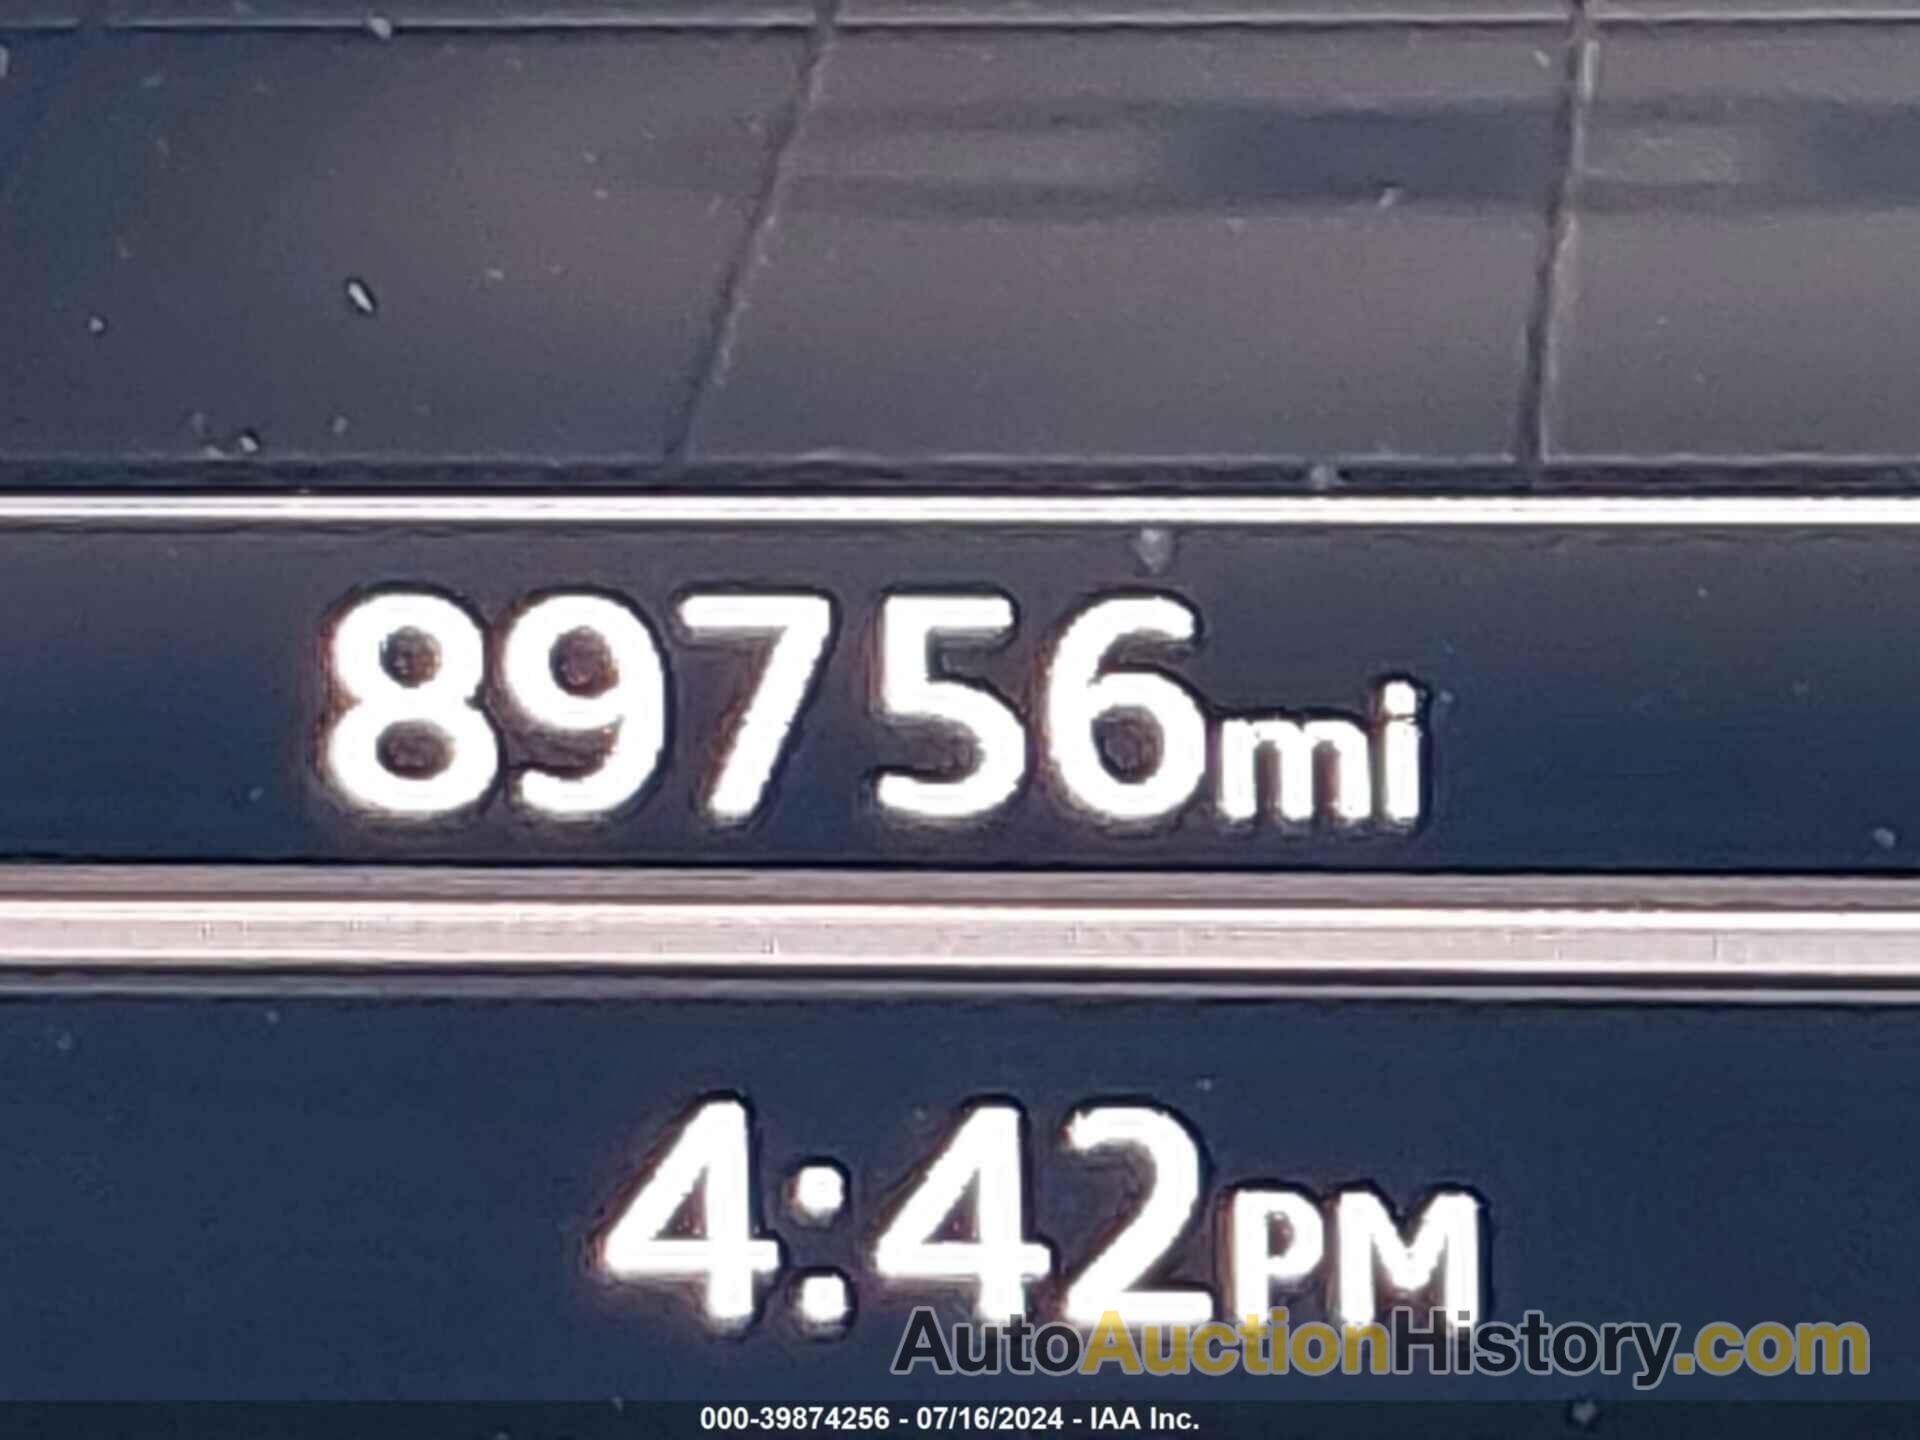 89756mi
4:42PM
AutoAuctionHistory.com
000-39874256 - 07/16/2024 - IAA Inc.